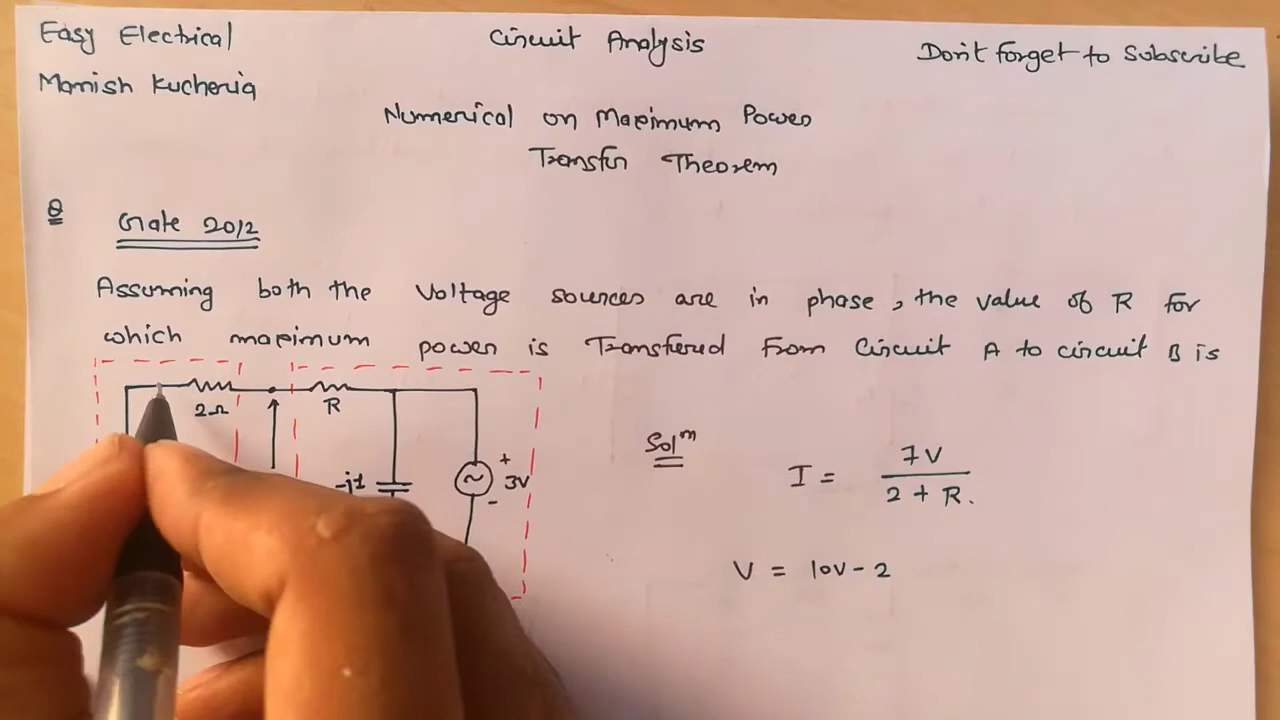 Easy Electrical
Manish Kucheria
Circuit Analysis
Don't forget to Subscribe
Numerical on Maximum Power
Transfer Theorem
Q
Gate 2012
Assuming both the Voltage sources are in phase, the value of R for
which maximum power is Transfered from Circuit A to circuit B is
2Ω
R
-j1
+
3V
-
Solⁿ
I = 7V / 2 + R.
V = 10V - 2